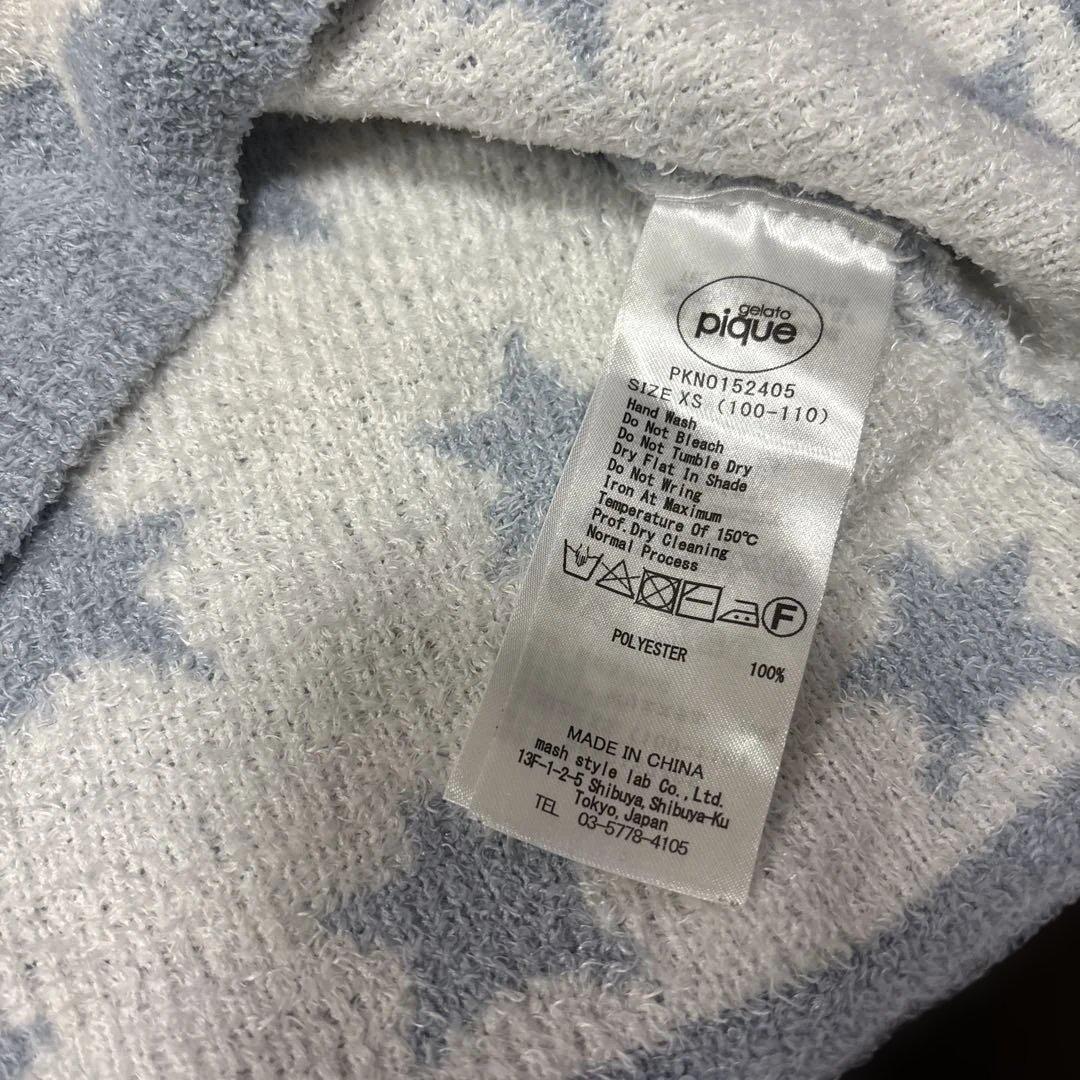 gelato
pique
PKNO152405
SIZE XS (100-110)
Hand Wash
Do Not Bleach
Do Not Tumble Dry
Dry Flat In Shade
Do Not Wring
Iron At Maximum
Temperature Of 150℃
Prof.Dry Cleaning
Normal Process
F
POLYESTER 100%
MADE IN CHINA
mash style lab Co.,Ltd.
13F-1-2-5 Shibuya,Shibuya-Ku
Tokyo,Japan
TEL 03-5778-4105